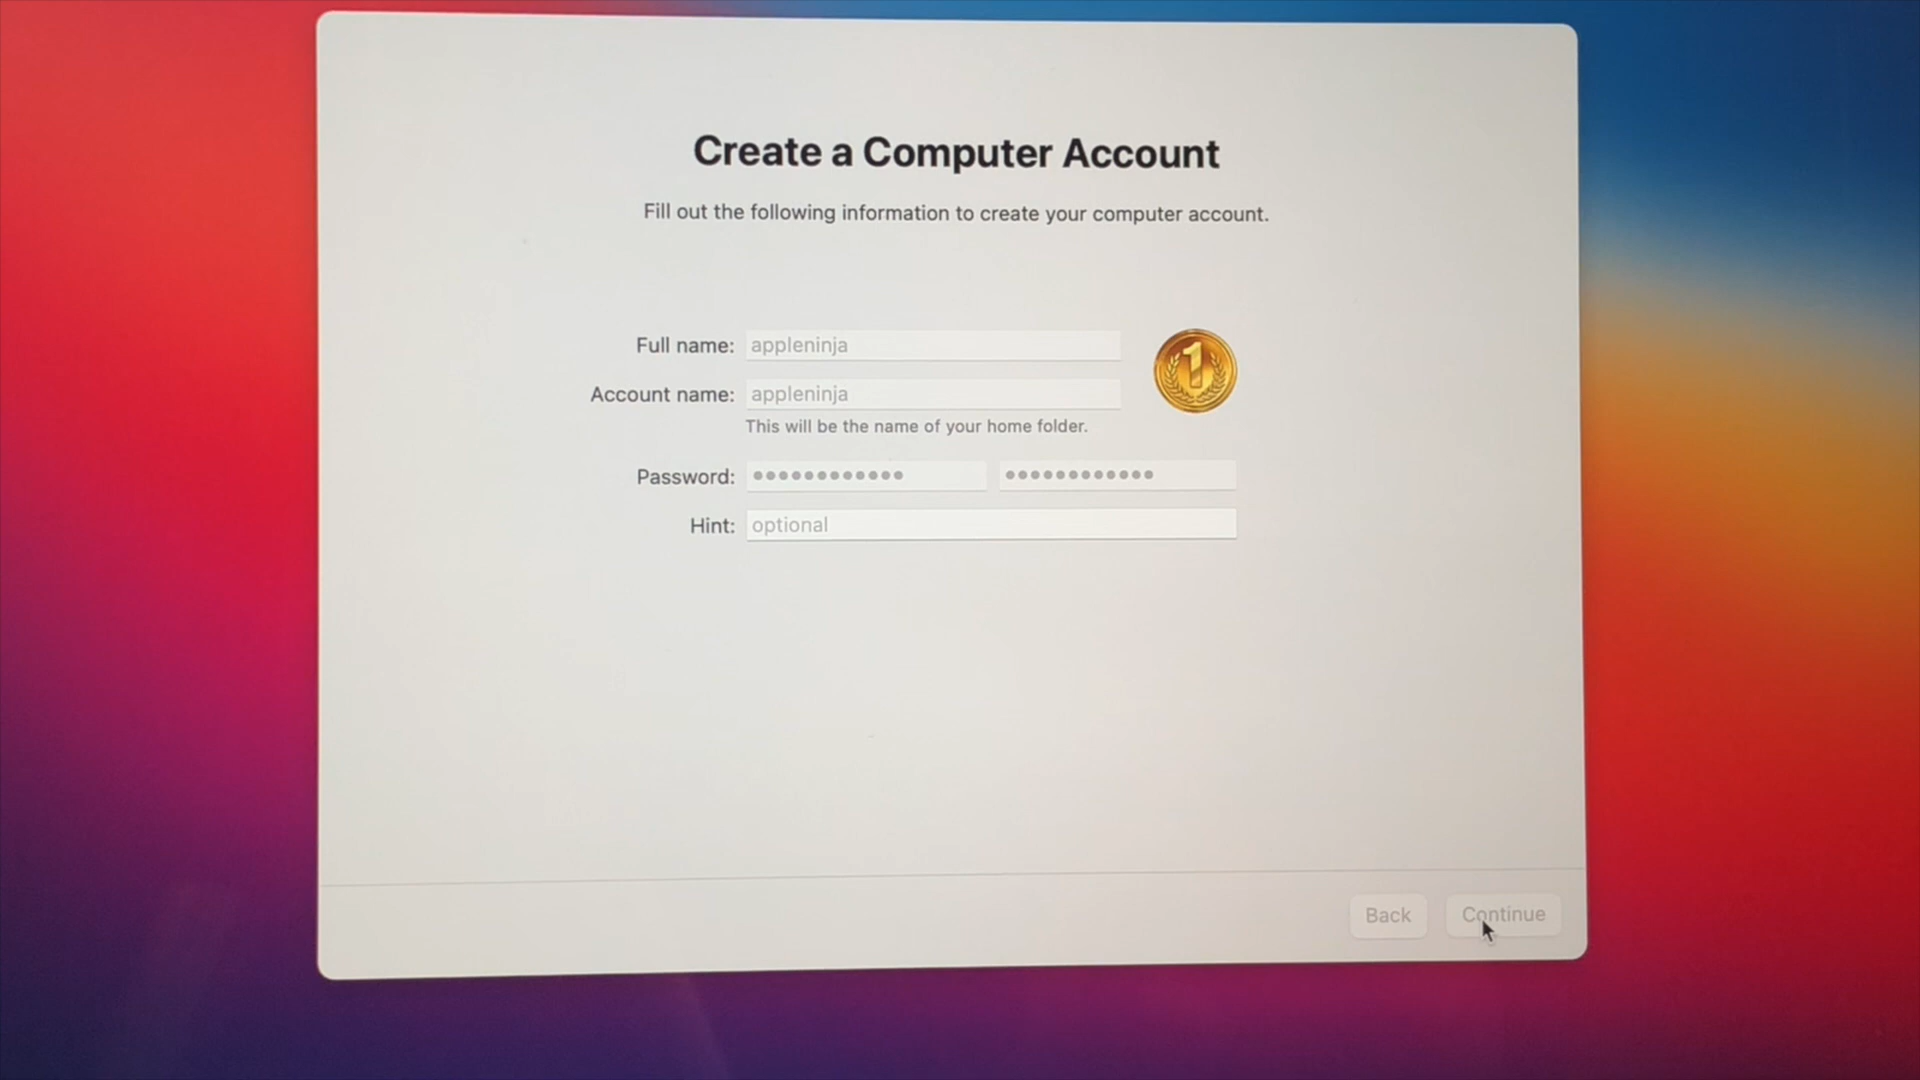 Create a Computer Account
Fill out the following information to create your computer account.
Full name: appleninja
1
Account name: appleninja
This will be the name of your home folder.
Password: •••••••••••• ••••••••••••
Hint: optional
Back Continue